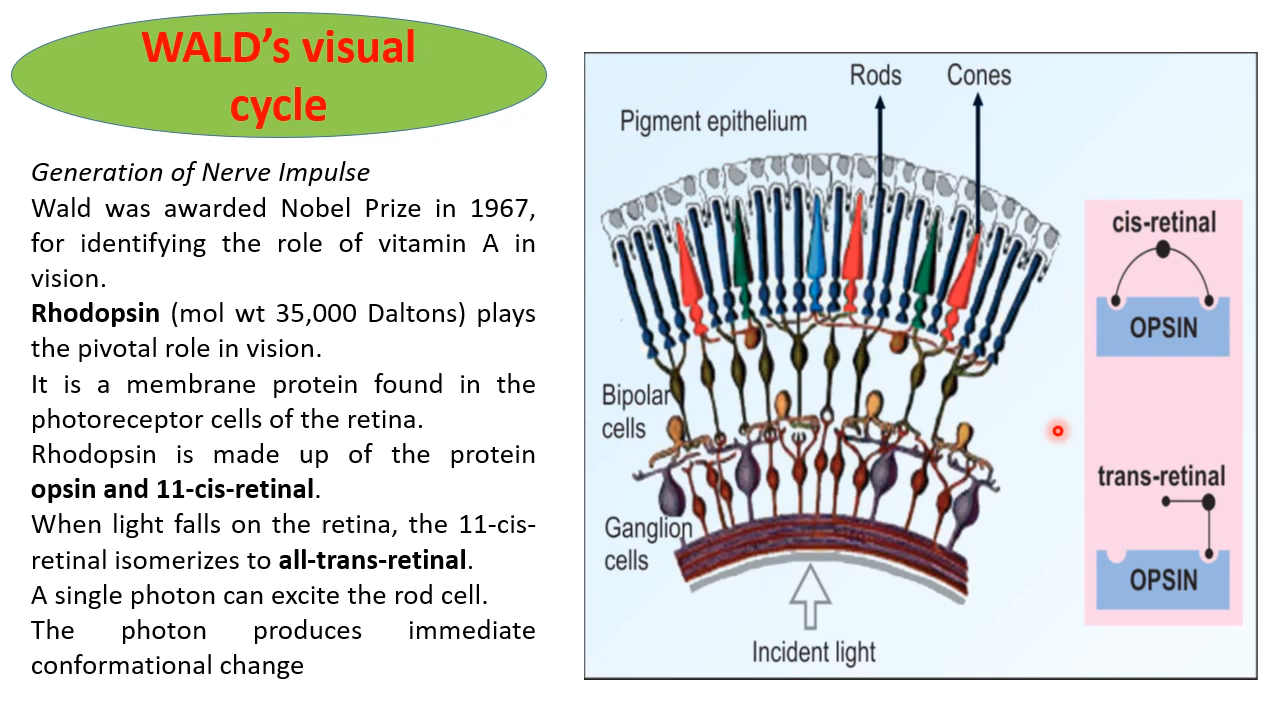 WALD’s visual
cycle
Generation of Nerve Impulse
Wald was awarded Nobel Prize in 1967,
for identifying the role of vitamin A in
vision.
Rhodopsin (mol wt 35,000 Daltons) plays
the pivotal role in vision.
It is a membrane protein found in the
photoreceptor cells of the retina.
Rhodopsin is made up of the protein
opsin and 11-cis-retinal.
When light falls on the retina, the 11-cis-
retinal isomerizes to all-trans-retinal.
A single photon can excite the rod cell.
The photon produces immediate
conformational change
Rods
Cones
Pigment epithelium
Bipolar
cells
Ganglion
cells
Incident light
cis-retinal
OPSIN
trans-retinal
OPSIN